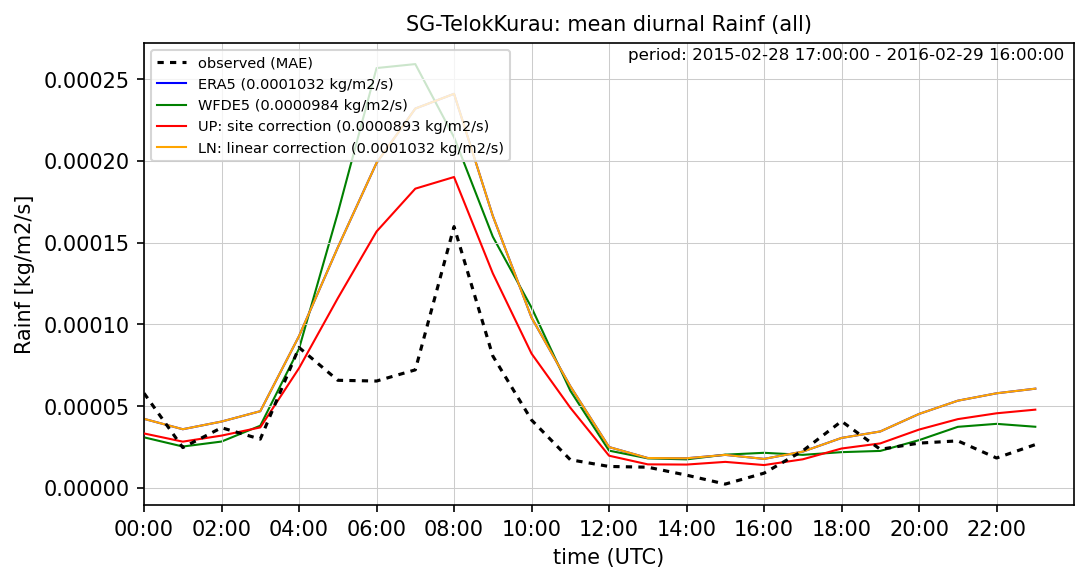 SG-TelokKurau: mean diurnal Rainf (all)
period: 2015-02-28 17:00:00 - 2016-02-29 16:00:00
observed (MAE)
ERA5 (0.0001032 kg/m2/s)
WFDE5 (0.0000984 kg/m2/s)
UP: site correction (0.0000893 kg/m2/s)
LN: linear correction (0.0001032 kg/m2/s)
Rainf [kg/m2/s]
0.00025
0.00020
0.00015
0.00010
0.00005
0.00000
00:00 02:00 04:00 06:00 08:00 10:00 12:00 14:00 16:00 18:00 20:00 22:00
time (UTC)